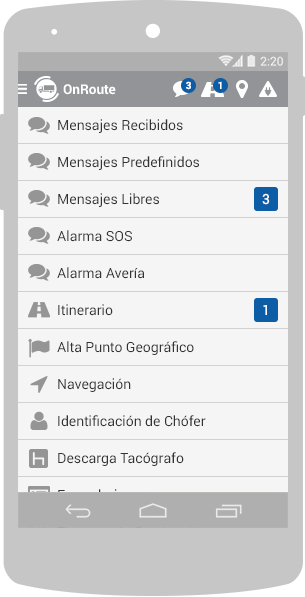 2:20
OnRoute 3 1
Mensajes Recibidos
Mensajes Predefinidos
Mensajes Libres 3
Alarma SOS
Alarma Avería
Itinerario 1
Alta Punto Geográfico
Navegación
Identificación de Chófer
Descarga Tacógrafo